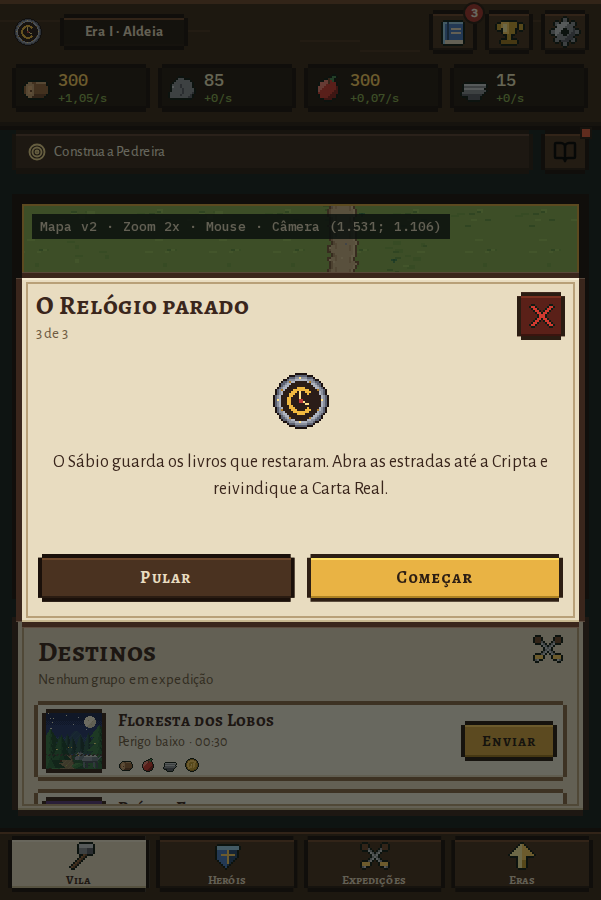 Era I · Aldeia
3
300
+1,05/s
85
+0/s
300
+0,07/s
15
+0/s
Construa a Pedreira
Mapa v2 · Zoom 2x · Mouse · Câmera (1.531; 1.106)
O Relógio parado
3 de 3
O Sábio guarda os livros que restaram. Abra as estradas até a Cripta e
reivindique a Carta Real.
Pular
Começar
Destinos
Nenhum grupo em expedição
Floresta dos Lobos
Perigo baixo · 00:30
Enviar
Vila
Heróis
Expedições
Eras